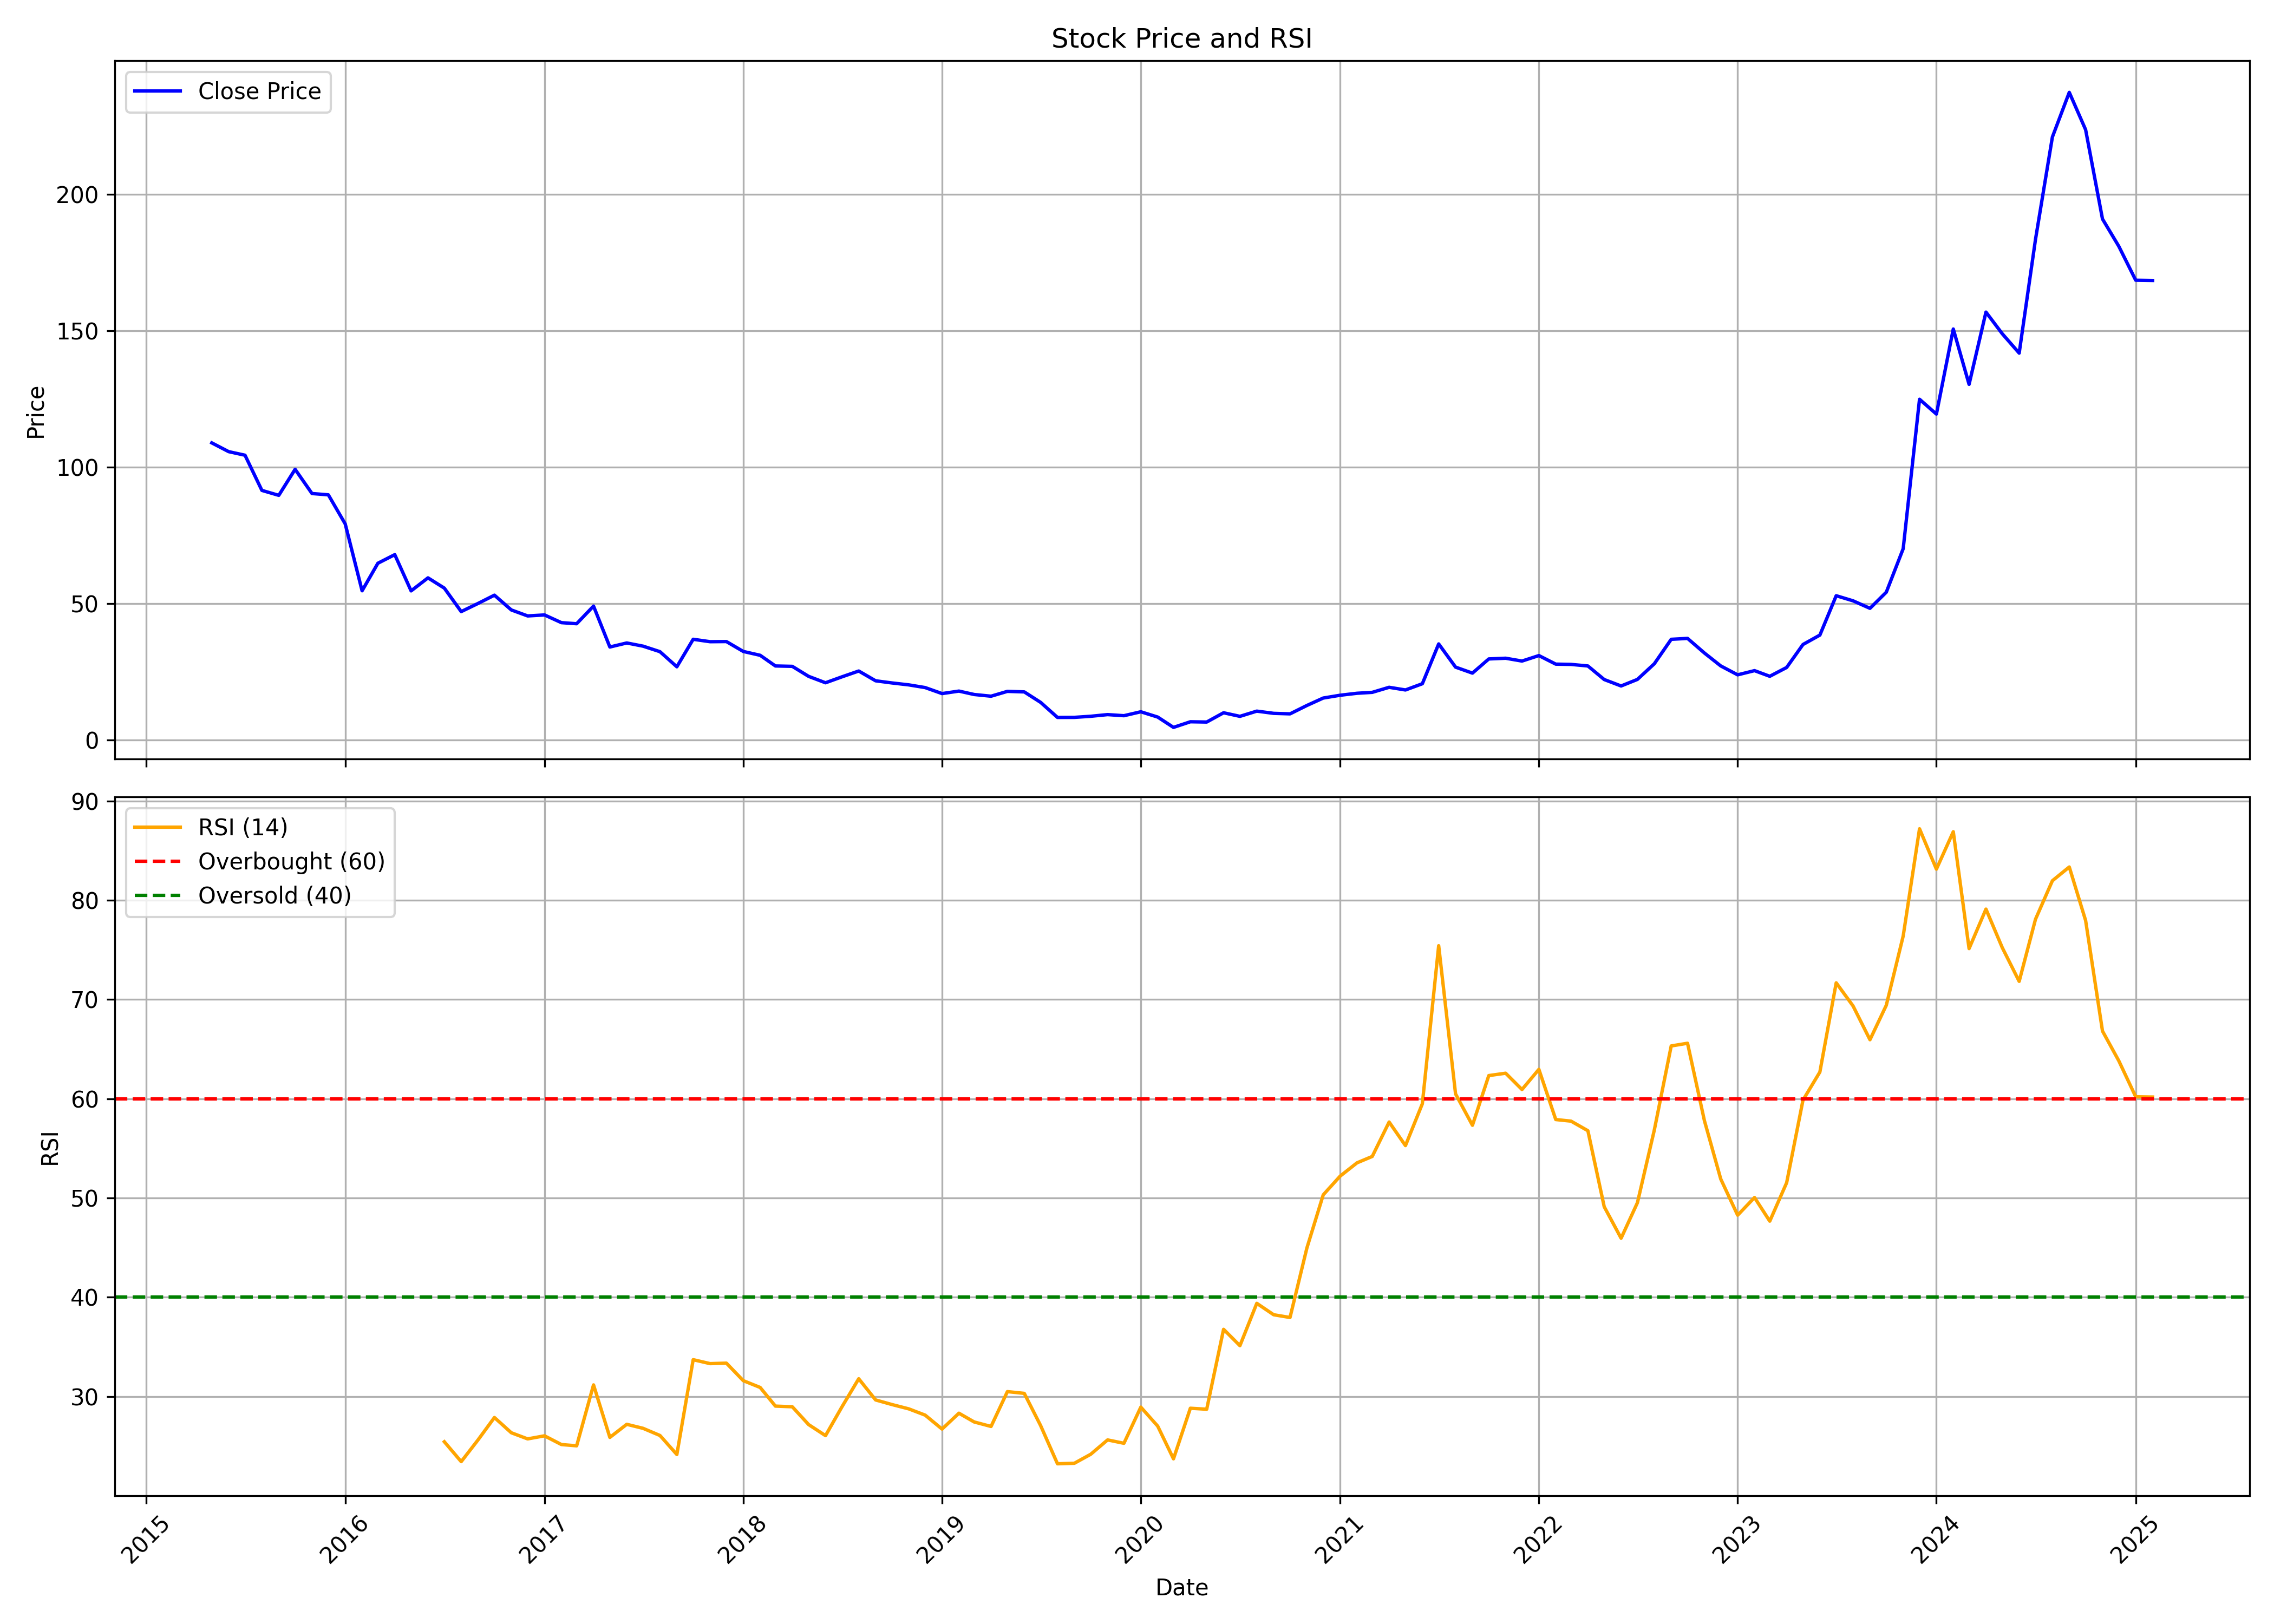 Stock Price and RSI
Close Price
Price
200
150
100
50
0
RSI (14)
Overbought (60)
Oversold (40)
RSI
90
80
70
60
50
40
30
2015
2016
2017
2018
2019
2020
2021
2022
2023
2024
2025
Date